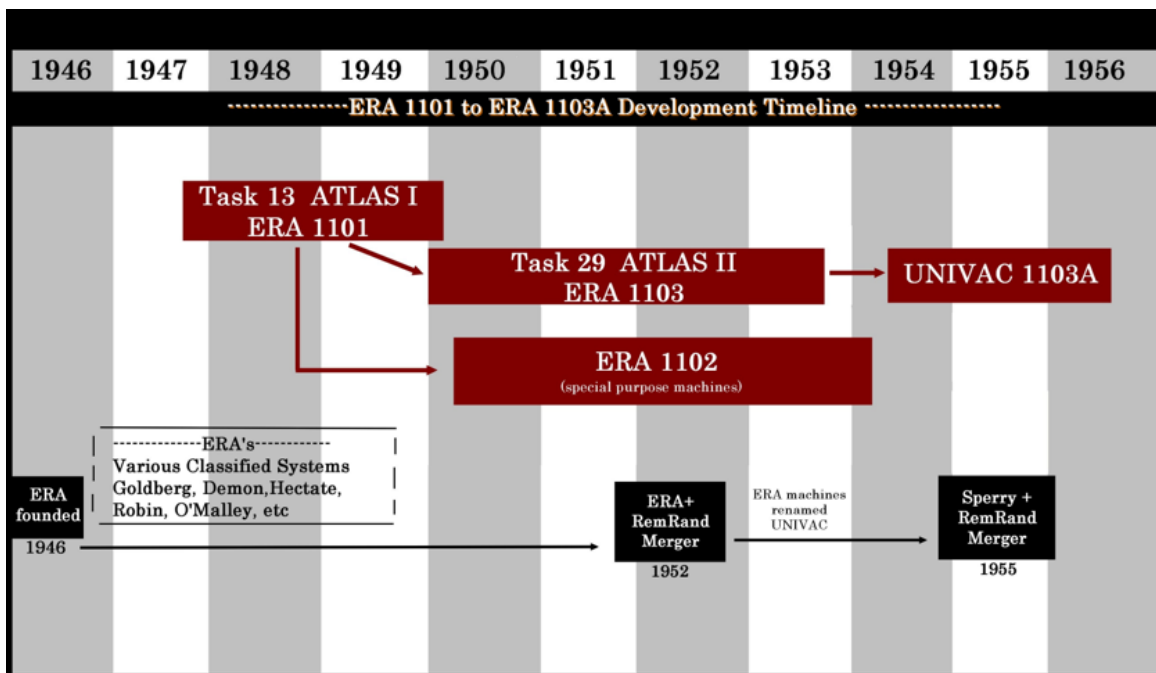 1946 1947 1948 1949 1950 1951 1952 1953 1954 1955 1956
---------------ERA 1101 to ERA 1103A Development Timeline -----------------
Task 13 ATLAS I
ERA 1101
Task 29 ATLAS II
ERA 1103
UNIVAC 1103A
ERA 1102
(special purpose machines)
-------------ERA's-----------
Various Classified Systems
Goldberg, Demon,Hectate,
Robin, O'Malley, etc
ERA
founded
1946
ERA+
RemRand
Merger
1952
ERA machines
renamed
UNIVAC
Sperry +
RemRand
Merger
1955